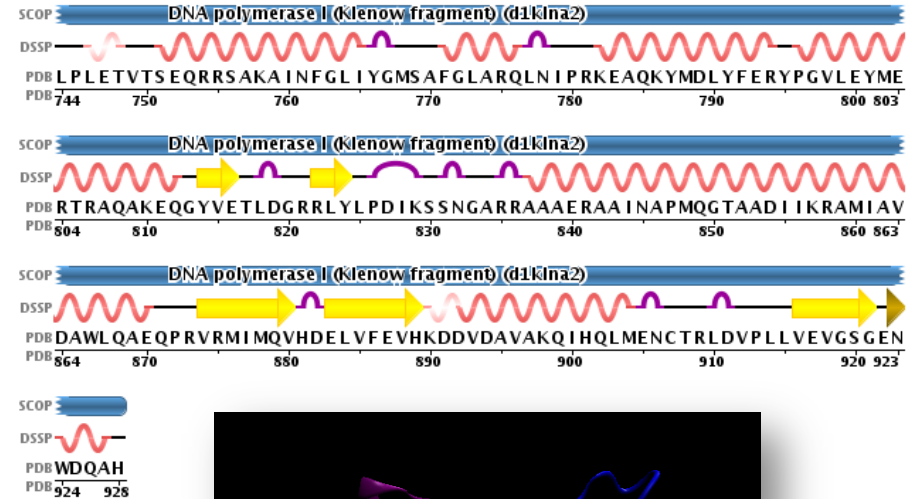 SCOP DNA polymerase I (Klenow fragment) (d1klna2)
DSSP
PDB LPLETVTSEQRRSAKAINFGLIYGMSAFGLARQLNIPRKEAQKYMDLYFERYPGVLEYME
PDB 744 750 760 770 780 790 800 803
SCOP DNA polymerase I (Klenow fragment) (d1klna2)
DSSP
PDB RTRAQAKEQGYVETLDGRRLYLPDIKSSNGARRAAAERAAINAPMQGTAADIIKRAMIAV
PDB 804 810 820 830 840 850 860 863
SCOP DNA polymerase I (Klenow fragment) (d1klna2)
DSSP
PDB DAWLQAEQPRVRMIMQVHDELVFEVHKDDVDAVAKQIHQLMENCTRLDVPLLVEVGSGEN
PDB 864 870 880 890 900 910 920 923
SCOP
DSSP
PDB WDQAH
PDB 924 928